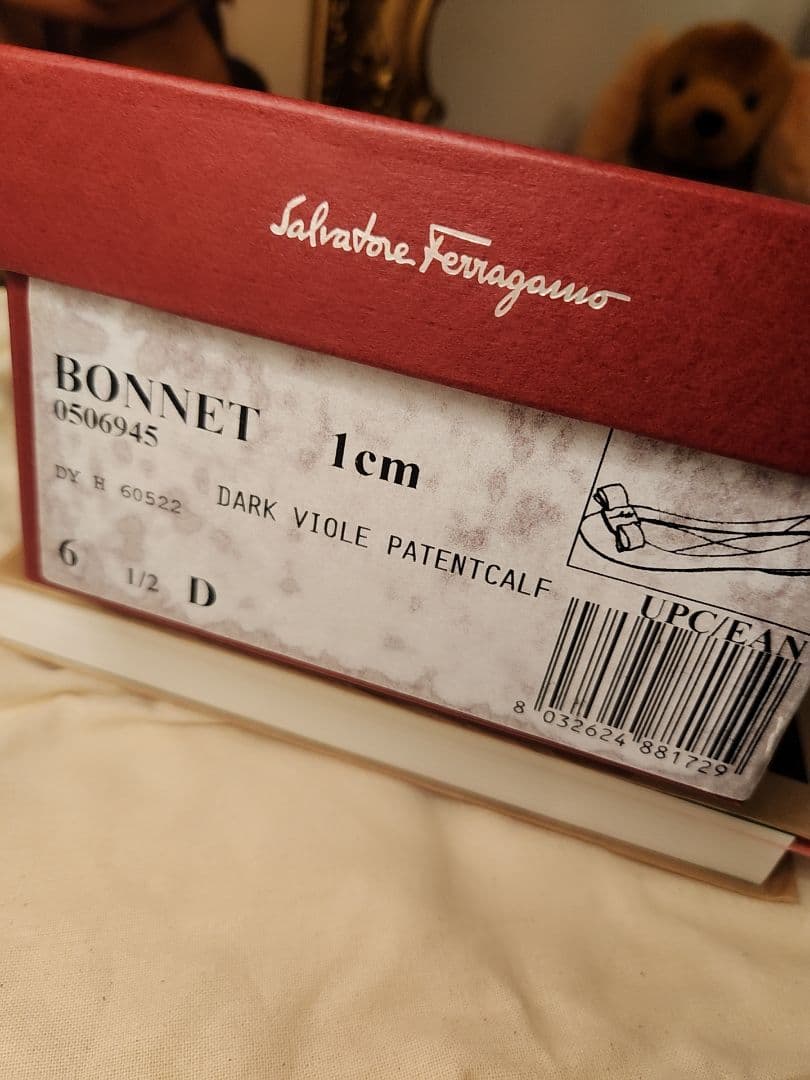 Salvatore Ferragamo
BONNET
0506945
1cm
DY H 60522 DARK VIOLE PATENTCALF
6 1/2 D
UPC/EAN
8 032624 881729